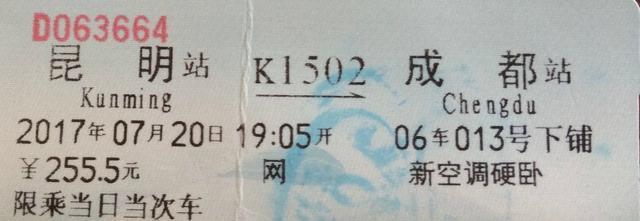 D063664
昆明站 K1502 成都站
Kunming Chengdu
2017年07月20日 19:05开 06车013号下铺
￥255.5元 网 新空调硬卧
限乘当日当次车